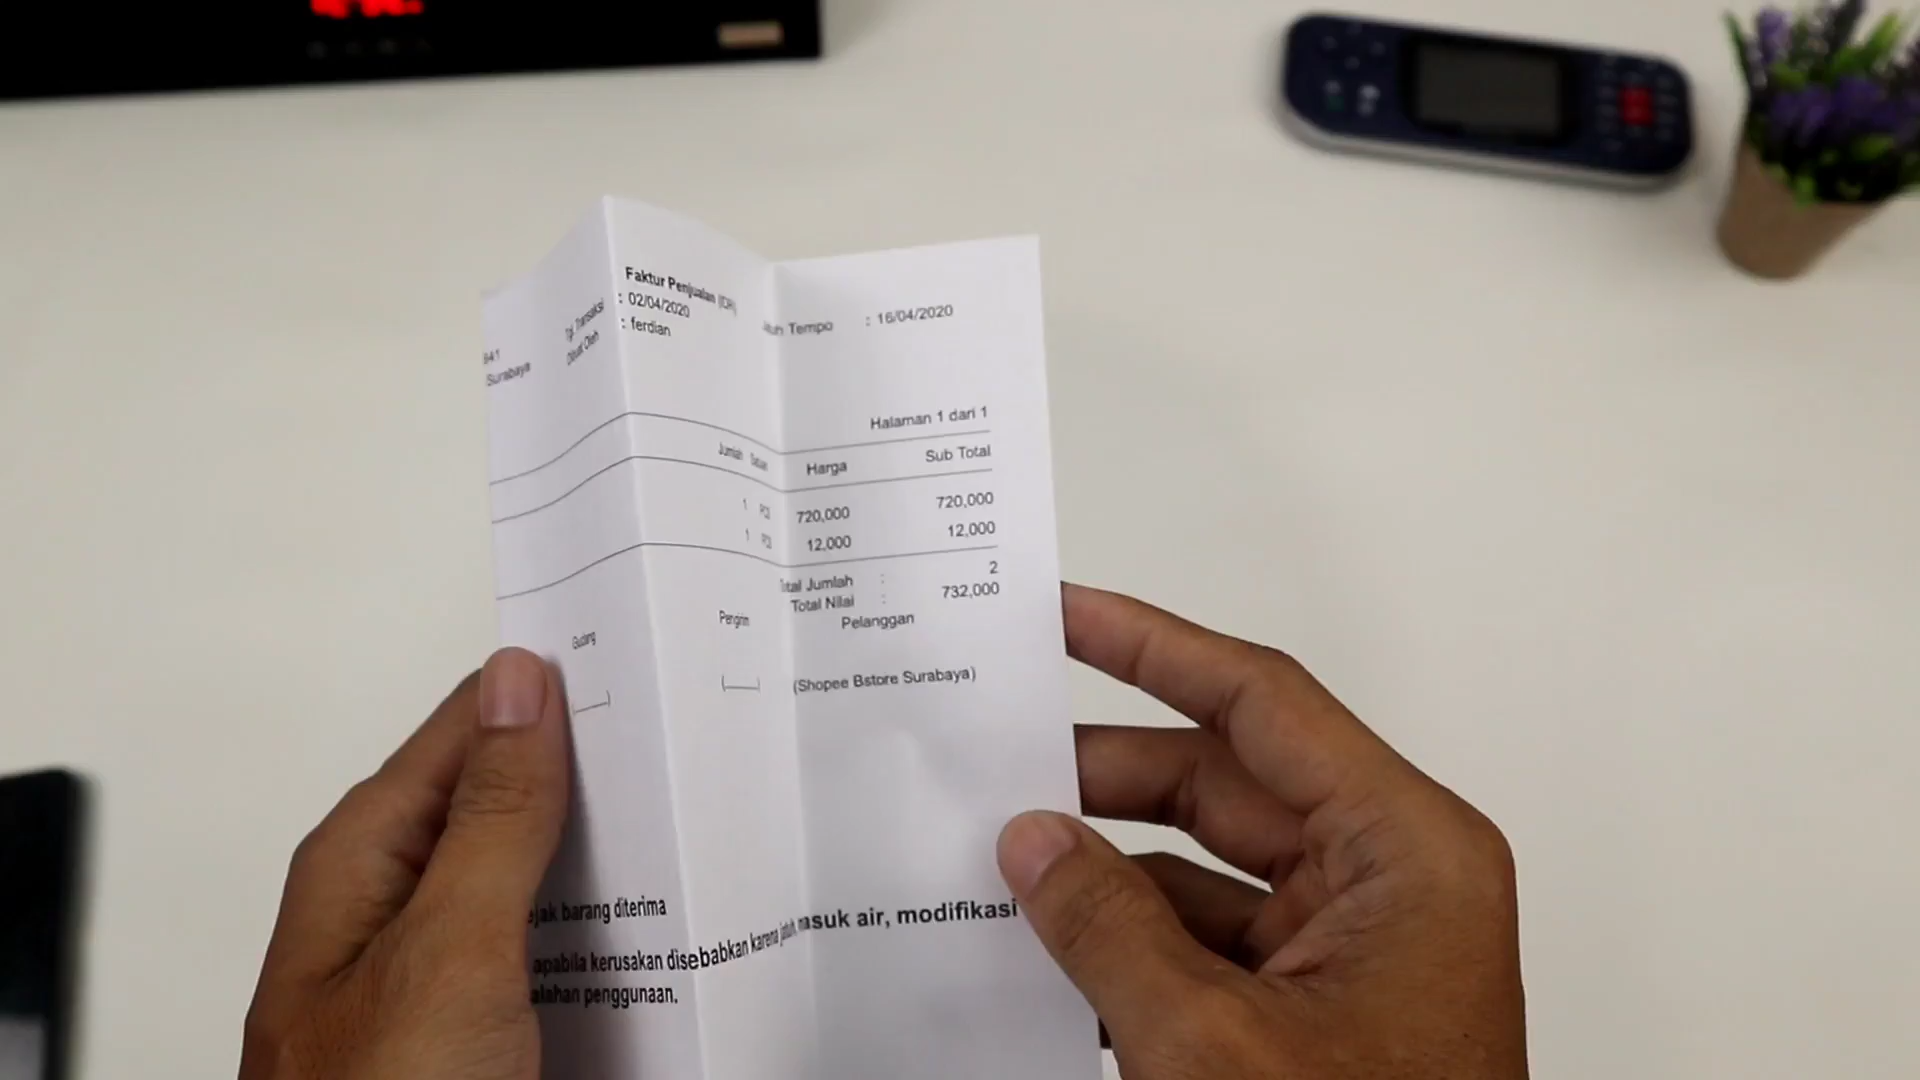 Faktur Penjualan (IDR)
Tgl. Transaksi : 02/04/2020
Tempo : 16/04/2020
841
Dibuat Oleh : ferdian
Surabaya
Halaman 1 dari 1
Jumlah Satuan Harga Sub Total
1 PCS 720,000 720,000
1 PCS 12,000 12,000
Total Jumlah : 2
Total Nilai : 732,000
Gudang Pengirim Pelanggan
(Shopee Bstore Surabaya)
barang diterima
apabila kerusakan disebabkan karena jatuh masuk air, modifikasi
penggunaan.